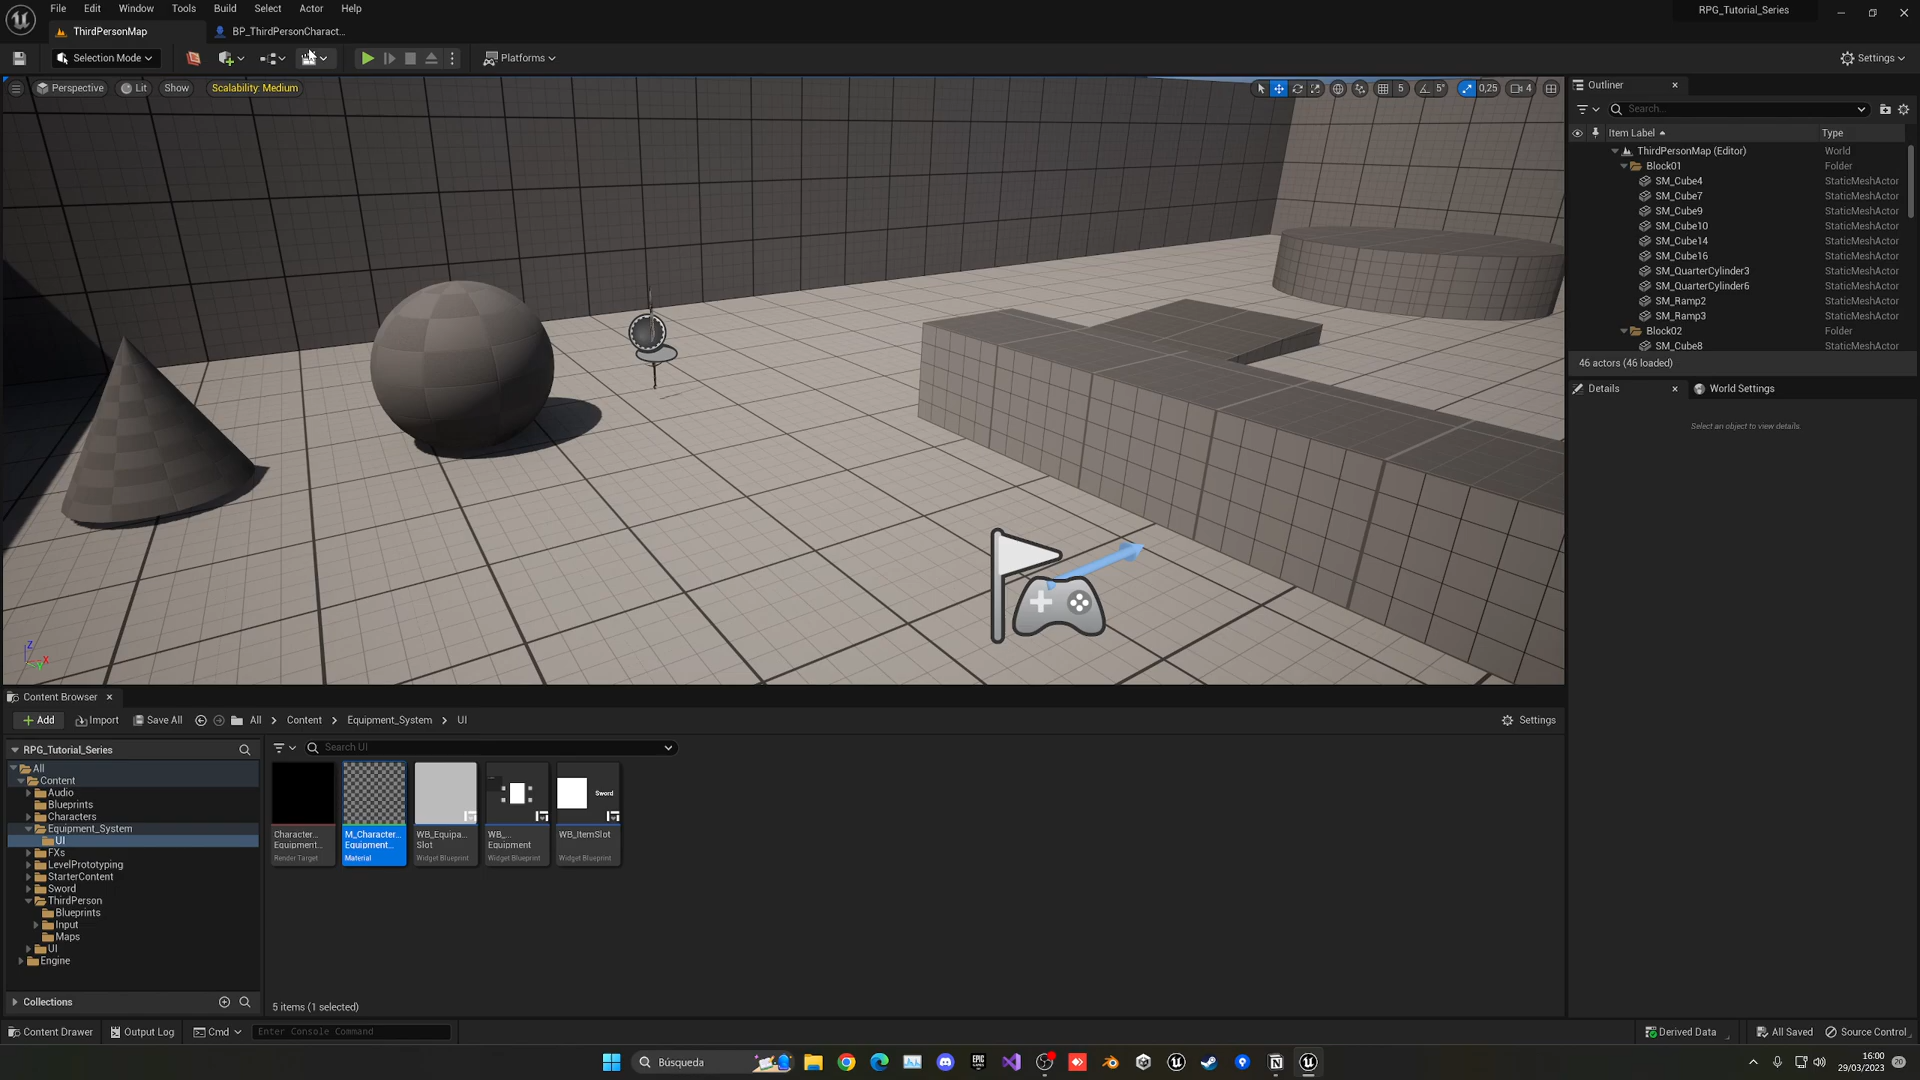 File Edit Window Tools Build Select Actor Help
RPG_Tutorial_Series
ThirdPersonMap
BP_ThirdPersonCharact...
Selection Mode
Platforms
Settings
Perspective
Lit
Show
Scalability: Medium
5
5°
0,25
4
Outliner
Search...
Item Label
Type
ThirdPersonMap (Editor) World
Block01 Folder
SM_Cube4 StaticMeshActor
SM_Cube7 StaticMeshActor
SM_Cube9 StaticMeshActor
SM_Cube10 StaticMeshActor
SM_Cube14 StaticMeshActor
SM_Cube16 StaticMeshActor
SM_QuarterCylinder3 StaticMeshActor
SM_QuarterCylinder6 StaticMeshActor
SM_Ramp2 StaticMeshActor
SM_Ramp3 StaticMeshActor
Block02 Folder
SM_Cube8 StaticMeshActor
46 actors (46 loaded)
Details
World Settings
Select an object to view details.
Z
X
Y
Content Browser
Add
Import
Save All
All > Content > Equipment_System > UI
Settings
RPG_Tutorial_Series
Search UI
All
Content
Audio
Blueprints
Characters
Equipment_System
UI
FXs
LevelPrototyping
StarterContent
Sword
ThirdPerson
Blueprints
Input
Maps
UI
Engine
Collections
Character...
Equipment...
Render Target
M_Character...
Equipment...
Material
WB_Equipa...
Slot
Widget Blueprint
WB_...
Equipment
Widget Blueprint
Sword
WB_ItemSlot
Widget Blueprint
5 items (1 selected)
Content Drawer
Output Log
Cmd
Enter Console Command
Derived Data
All Saved
Source Control
Búsqueda
EPIC
GAMES
16:00
29/03/2023
20